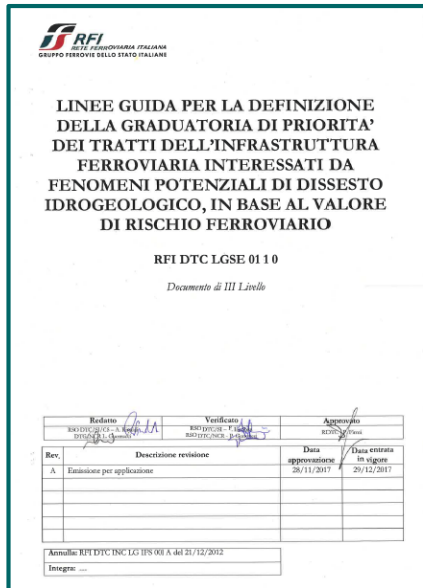 RFI
RETE FERROVIARIA ITALIANA
GRUPPO FERROVIE DELLO STATO ITALIANE
LINEE GUIDA PER LA DEFINIZIONE
DELLA GRADUATORIA DI PRIORITA'
DEI TRATTI DELL'INFRASTRUTTURA
FERROVIARIA INTERESSATI DA
FENOMENI POTENZIALI DI DISSESTO
IDROGEOLOGICO, IN BASE AL VALORE
DI RISCHIO FERROVIARIO
RFI DTC LGSE 01 1 0
Documento di III Livello
Redatto Verificato Approvato
Rev. Descrizione revisione Data approvazione Data entrata in vigore
A Emissione per applicazione 28/11/2017 29/12/2017
Annulla: RFI DTC INC LG IFS 001 A del 21/12/2012
Integra: ....